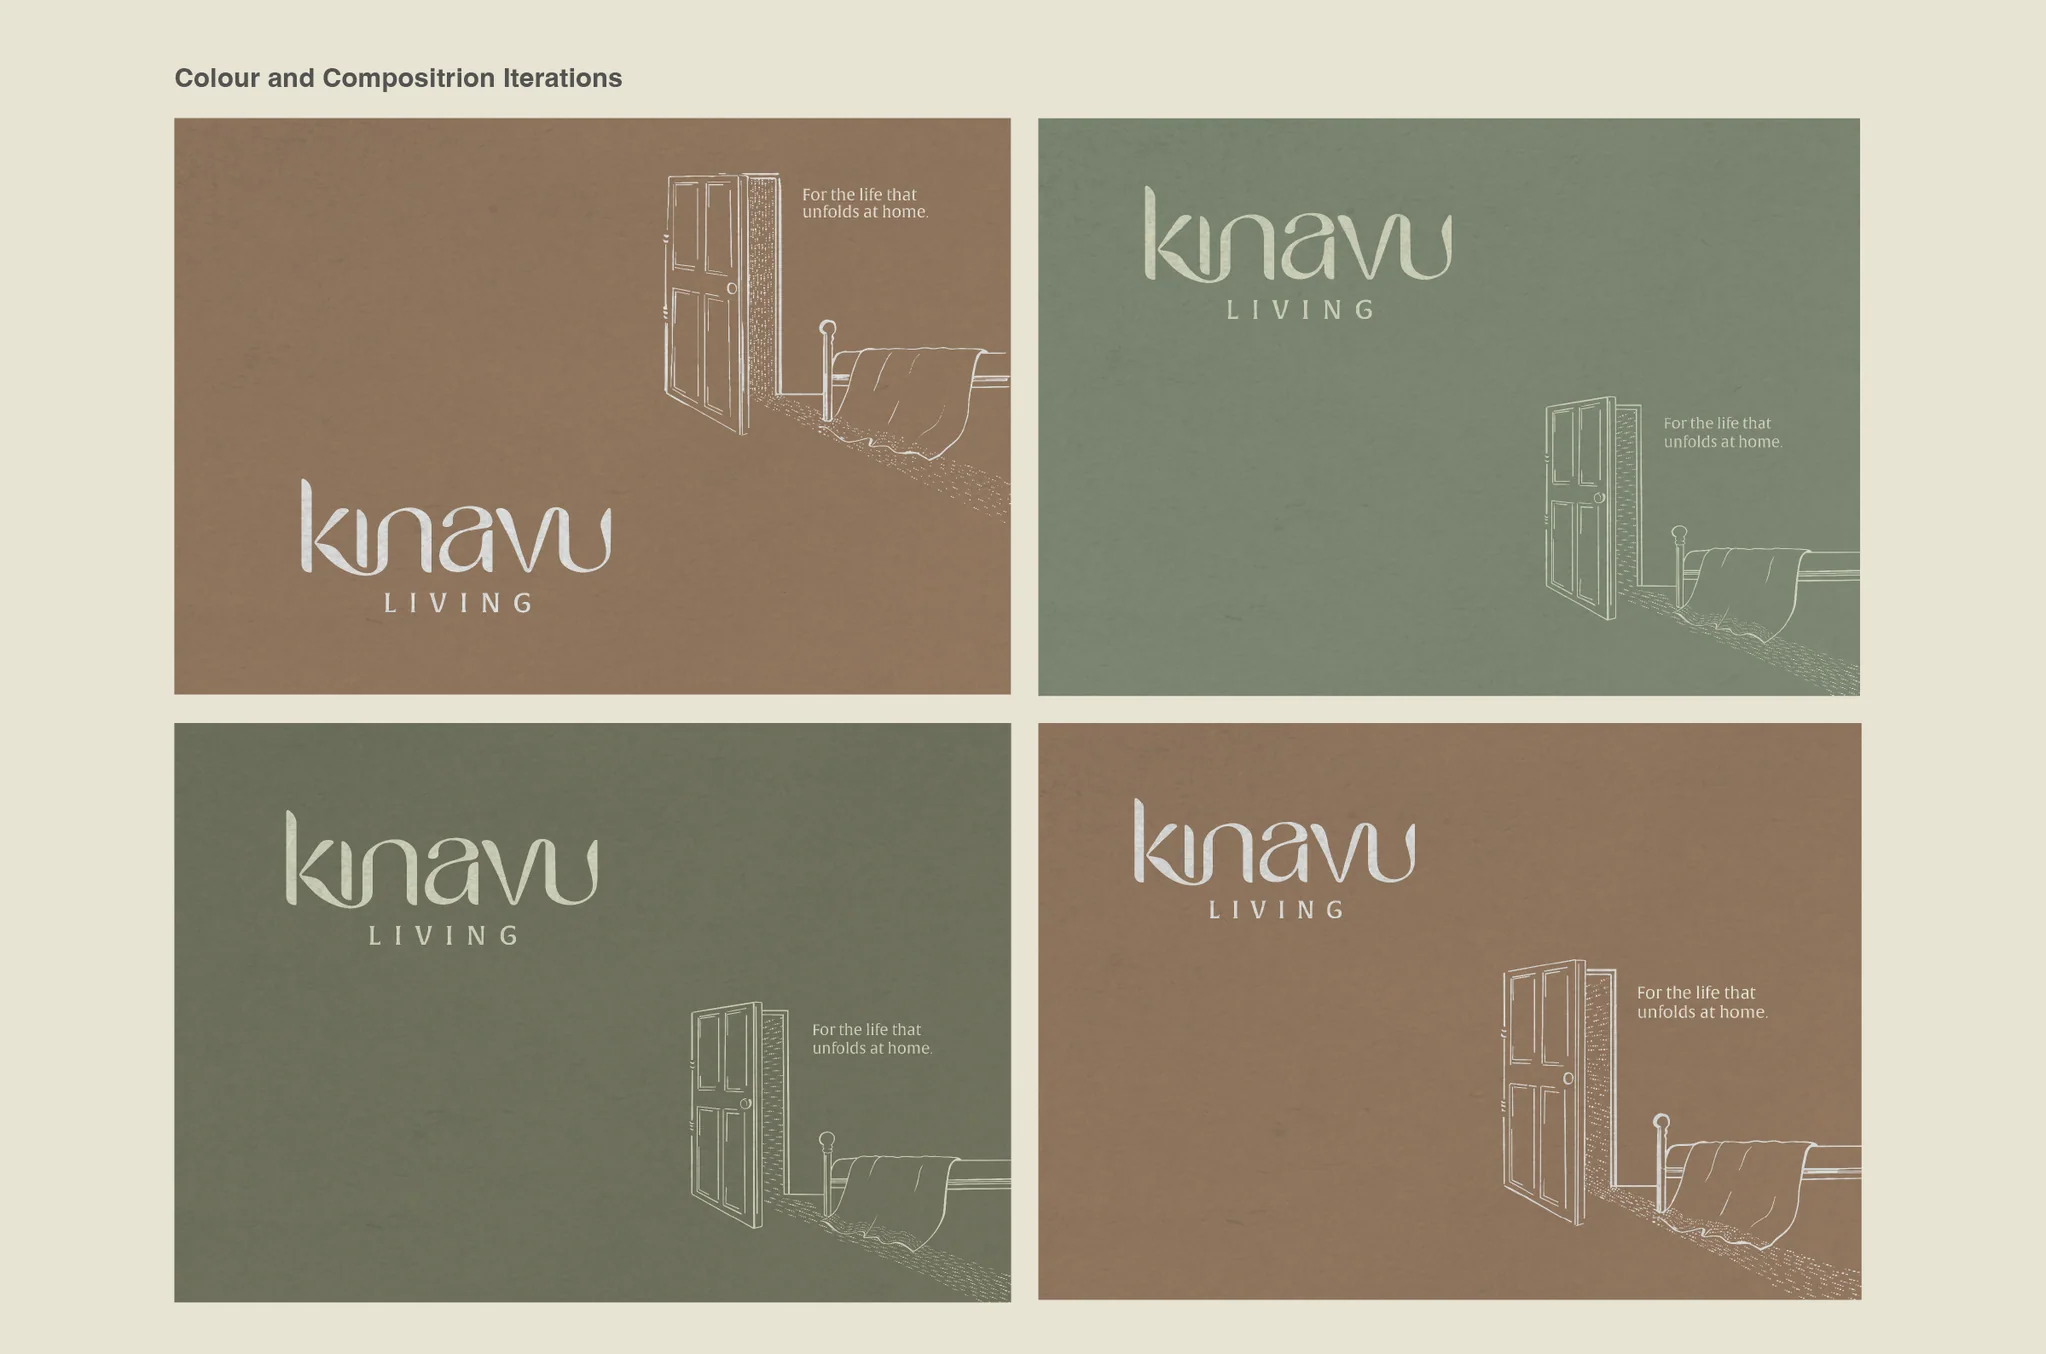 Colour and Compositrion Iterations
For the life that
unfolds at home.
kinavu
LIVING
kinavu
LIVING
For the life that
unfolds at home.
kinavu
LIVING
For the life that
unfolds at home.
kinavu
LIVING
For the life that
unfolds at home.